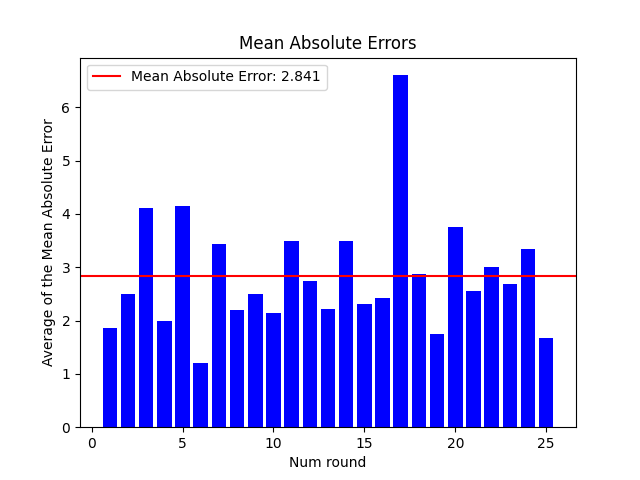 Mean Absolute Errors
Mean Absolute Error: 2.841
Average of the Mean Absolute Error
6
5
4
3
2
1
0
0 5 10 15 20 25
Num round